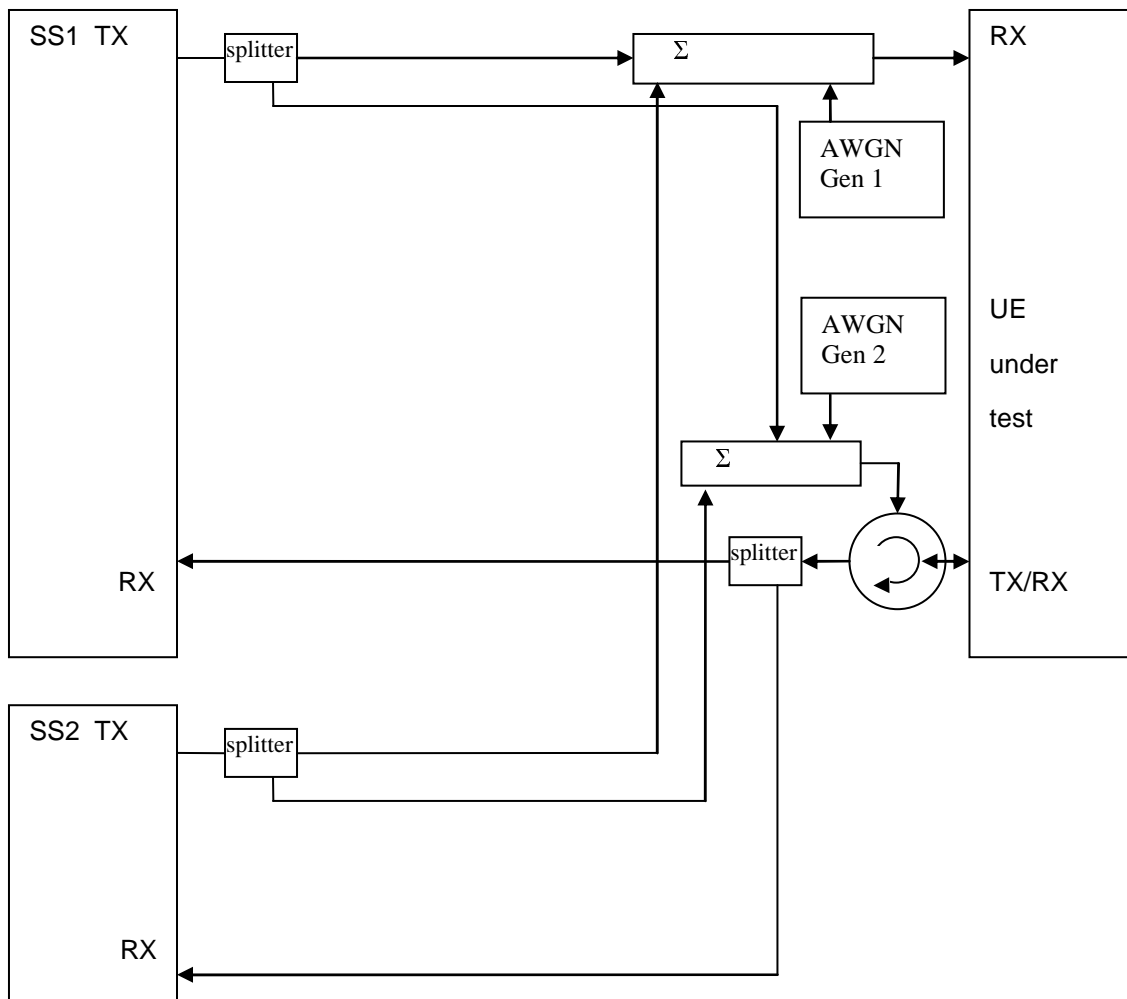 SS1 TX
splitter
Σ
RX
AWGN
Gen 1
AWGN
Gen 2
UE
under
test
Σ
splitter
RX
TX/RX
SS2 TX
splitter
RX